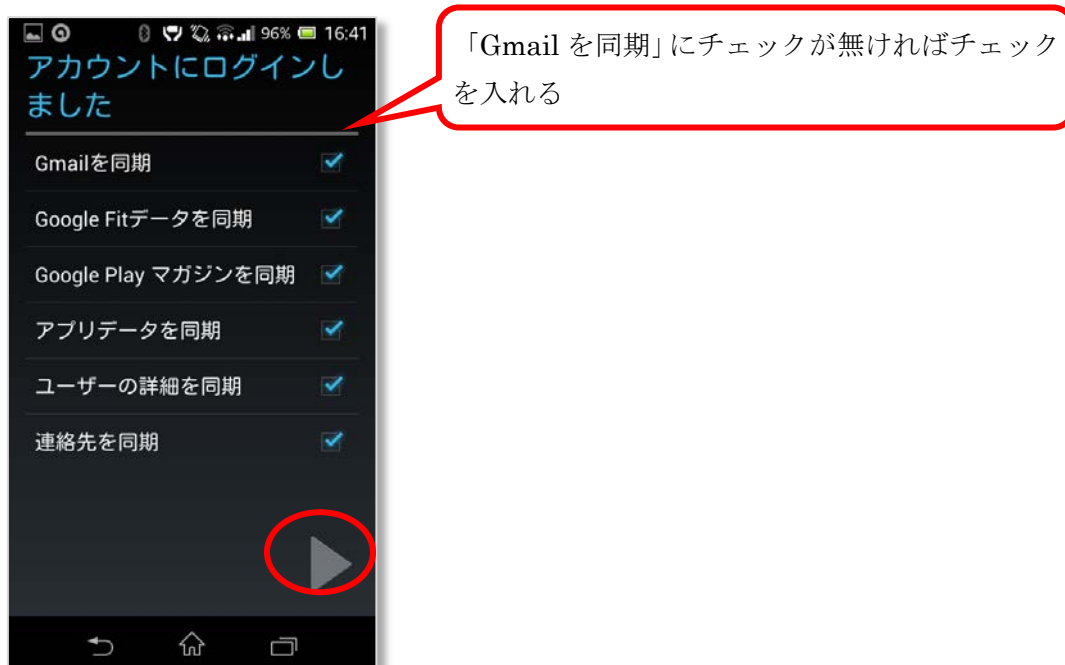 96% 16:41
アカウントにログインし
ました
Gmailを同期
Google Fitデータを同期
Google Play マガジンを同期
アプリデータを同期
ユーザーの詳細を同期
連絡先を同期
「Gmail を同期」にチェックが無ければチェック
を入れる